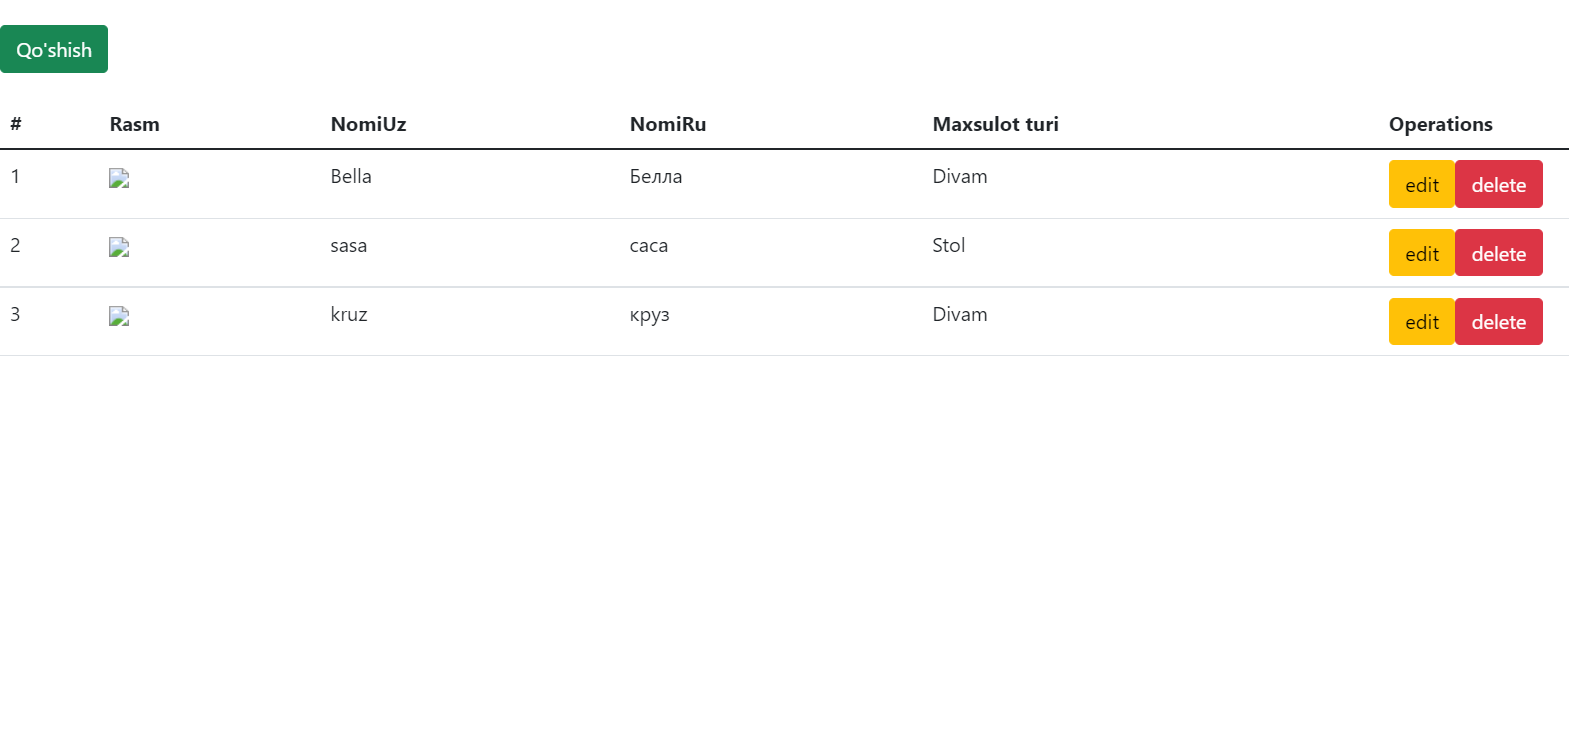 Qo'shish
# Rasm NomiUz NomiRu Maxsulot turi Operations
1 Bella Белла Divam edit delete
2 sasa саса Stol edit delete
3 kruz круз Divam edit delete